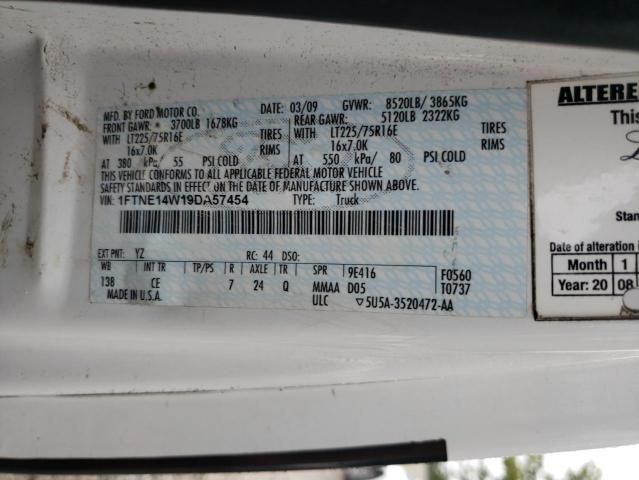 MFD. BY FORD MOTOR CO.
DATE: 03/09 GVWR: 8520LB/ 3865KG
FRONT GAWR: 3700LB 1678KG
REAR GAWR: 5120LB 2322KG
WITH LT225/75R16E TIRES
WITH LT225/75R16E TIRES
16x7.0K RIMS
16x7.0K RIMS
AT 380 kPa/ 55 PSI COLD
AT 550 kPa/ 80 PSI COLD
THIS VEHICLE CONFORMS TO ALL APPLICABLE FEDERAL MOTOR VEHICLE
SAFETY STANDARDS IN EFFECT ON THE DATE OF MANUFACTURE SHOWN ABOVE.
VIN: 1FTNE14W19DA57454 TYPE: Truck
EXT PNT: YZ RC: 44 DSO:
WB INT TR TP/PS R AXLE TR SPR 9E416 F0560
138 CE 7 24 Q MMAA D05 T0737
MADE IN U.S.A. ULC 5U5A-3520472-AA
ALTERE
This
Stan
Date of alteration
Month 1
Year: 20 08